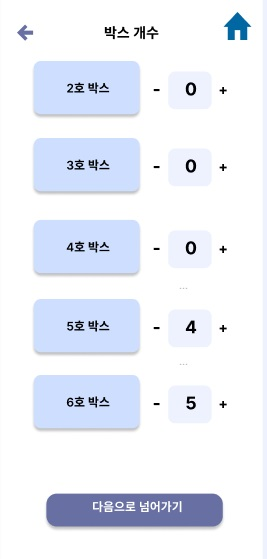 박스 개수
2호 박스 - 0 +
3호 박스 - 0 +
4호 박스 - 0 +
...
5호 박스 - 4 +
...
6호 박스 - 5 +
다음으로 넘어가기